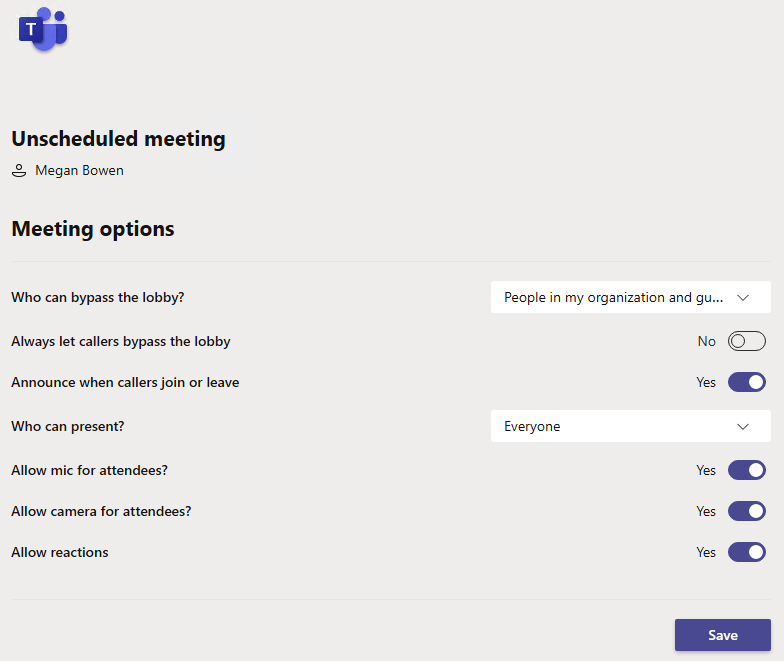 T
Unscheduled meeting
Megan Bowen
Meeting options
Who can bypass the lobby? People in my organization and gu...
Always let callers bypass the lobby No
Announce when callers join or leave Yes
Who can present? Everyone
Allow mic for attendees? Yes
Allow camera for attendees? Yes
Allow reactions Yes
Save